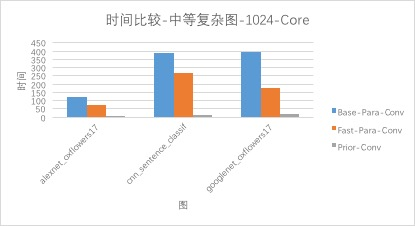 时间比较-中等复杂图-1024-Core
时间
450
400
350
300
250
200
150
100
50
0
alexnet_oxflowers17
cnn_sentence_classif
googlenet_oxflowers17
图
Base-Para-Conv
Fast-Para-Conv
Prior-Conv